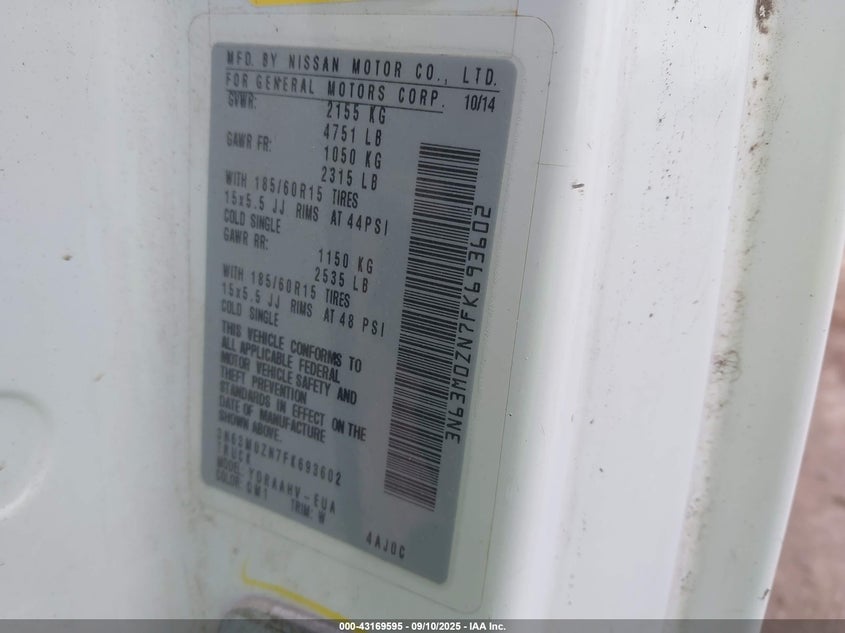 MFD. BY NISSAN MOTOR CO., LTD.
FOR GENERAL MOTORS CORP. 10/14
GVWR: 2155 KG
4751 LB
GAWR FR: 1050 KG
2315 LB
WITH 185/60R15 TIRES
15x5.5 JJ RIMS AT 44PSI
COLD SINGLE
GAWR RR: 1150 KG
2535 LB
WITH 185/60R15 TIRES
15x5.5 JJ RIMS AT 48 PSI
COLD SINGLE
THIS VEHICLE CONFORMS TO
ALL APPLICABLE FEDERAL
MOTOR VEHICLE SAFETY AND
THEFT PREVENTION
STANDARDS IN EFFECT ON THE
DATE OF MANUFACTURE
SHOWN ABOVE.
3N63M0ZN7FK693602
TRUCK
MODEL: YDRAAHV-EUA
COLOR: CW1 TRIM: W
4AJ0C
3N63M0ZN7FK693602
000-43169595 - 09/10/2025 - IAA Inc.